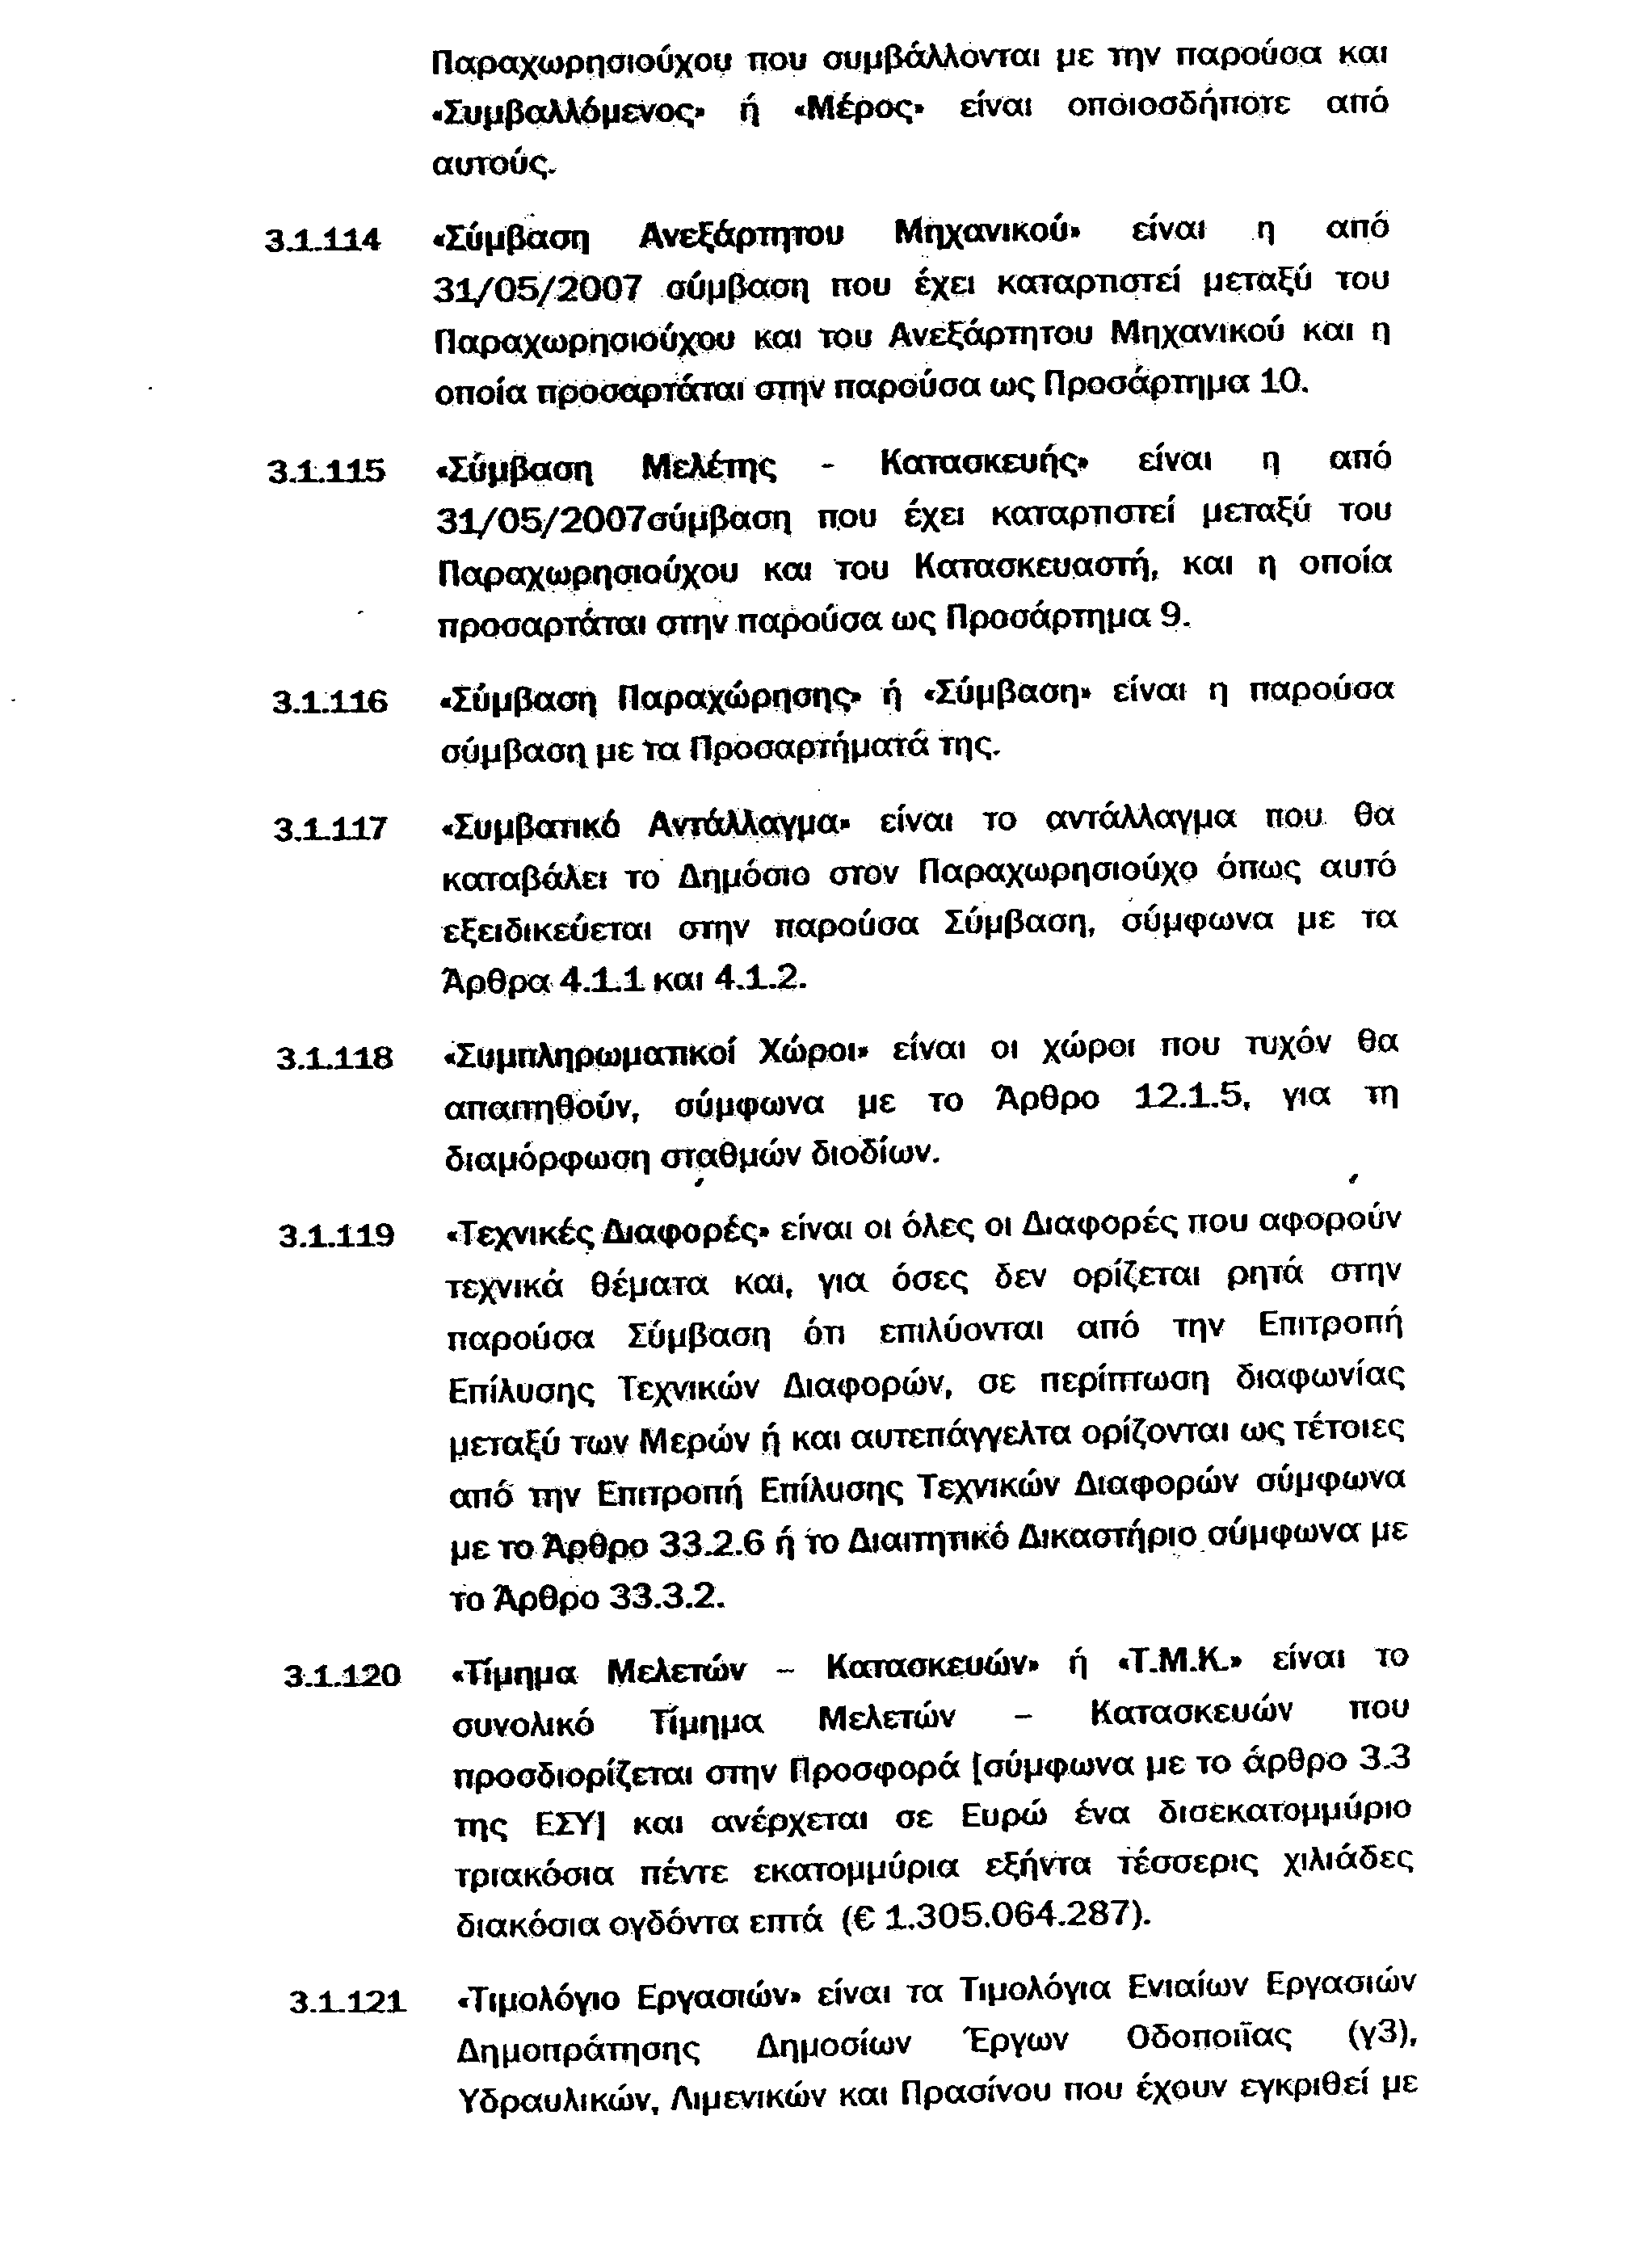 Παραχωρησιούχου που συμβάλλονται με την παρούσα και
«Συμβαλλόμενος» ή «Μέρος» είναι οποιοσδήποτε από
αυτούς.
3.1.114 «Σύμβαση Ανεξάρτητου Μηχανικού» είναι η από
31/05/2007 σύμβαση που έχει καταρτιστεί μεταξύ του
Παραχωρησιούχου και του Ανεξάρτητου Μηχανικού και η
οποία προσαρτάται στην παρούσα ως Προσάρτημα 10.
3.1.115 «Σύμβαση Μελέτης - Κατασκευής» είναι η από
31/05/2007σύμβαση που έχει καταρτιστεί μεταξύ του
Παραχωρησιούχου και του Κατασκευαστή, και η οποία
προσαρτάται στην παρούσα ως Προσάρτημα 9.
3.1.116 «Σύμβαση Παραχώρησης» ή «Σύμβαση» είναι η παρούσα
σύμβαση με τα Προσαρτήματά της.
3.1.117 «Συμβατικό Αντάλλαγμα» είναι το αντάλλαγμα που θα
καταβάλει το Δημόσιο στον Παραχωρησιούχο όπως αυτό
εξειδικεύεται στην παρούσα Σύμβαση, σύμφωνα με τα
Άρθρα 4.1.1 και 4.1.2.
3.1.118 «Συμπληρωματικοί Χώροι» είναι οι χώροι που τυχόν θα
απαιτηθούν, σύμφωνα με το Άρθρο 12.1.5, για τη
διαμόρφωση σταθμών διοδίων.
3.1.119 «Τεχνικές Διαφορές» είναι οι όλες οι Διαφορές που αφορούν
τεχνικά θέματα και, για όσες δεν ορίζεται ρητά στην
παρούσα Σύμβαση ότι επιλύονται από την Επιτροπή
Επίλυσης Τεχνικών Διαφορών, σε περίπτωση διαφωνίας
μεταξύ των Μερών ή και αυτεπάγγελτα ορίζονται ως τέτοιες
από την Επιτροπή Επίλυσης Τεχνικών Διαφορών σύμφωνα
με το Άρθρο 33.2.6 ή το Διαιτητικό Δικαστήριο σύμφωνα με
το Άρθρο 33.3.2.
3.1.120 «Τίμημα Μελετών – Κατασκευών» ή «Τ.Μ.Κ.» είναι το
συνολικό Τίμημα Μελετών – Κατασκευών που
προσδιορίζεται στην Προσφορά [σύμφωνα με το άρθρο 3.3
της ΕΣΥ] και ανέρχεται σε Ευρώ ένα δισεκατομμύριο
τριακόσια πέντε εκατομμύρια εξήντα τέσσερις χιλιάδες
διακόσια ογδόντα επτά (€ 1.305.064.287).
3.1.121 «Τιμολόγιο Εργασιών» είναι τα Τιμολόγια Ενιαίων Εργασιών
Δημοπράτησης Δημοσίων Έργων Οδοποιΐας (γ3),
Υδραυλικών, Λιμενικών και Πρασίνου που έχουν εγκριθεί με